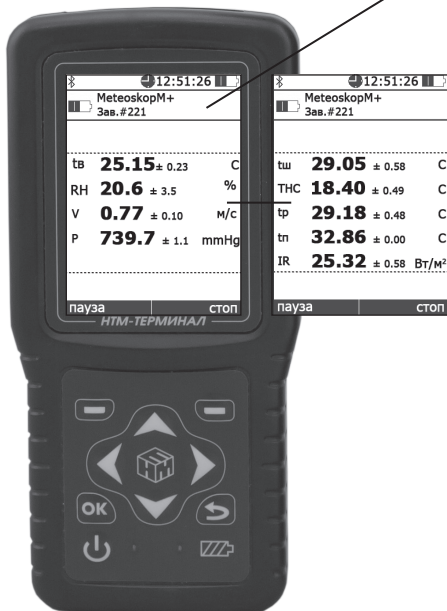 12:51:26
MeteoskopM+
Зав.#221
tв 25.15 ± 0.23 С
RH 20.6 ± 3.5 %
V 0.77 ± 0.10 м/с
P 739.7 ± 1.1 mmHg
пауза стоп
12:51:26
MeteoskopM+
Зав.#221
tш 29.05 ± 0.58 С
ТНС 18.40 ± 0.49 С
tр 29.18 ± 0.48 С
tп 32.86 ± 0.00 С
IR 25.32 ± 0.58 Вт/м²
пауза стоп
НТМ-ТЕРМИНАЛ
OK